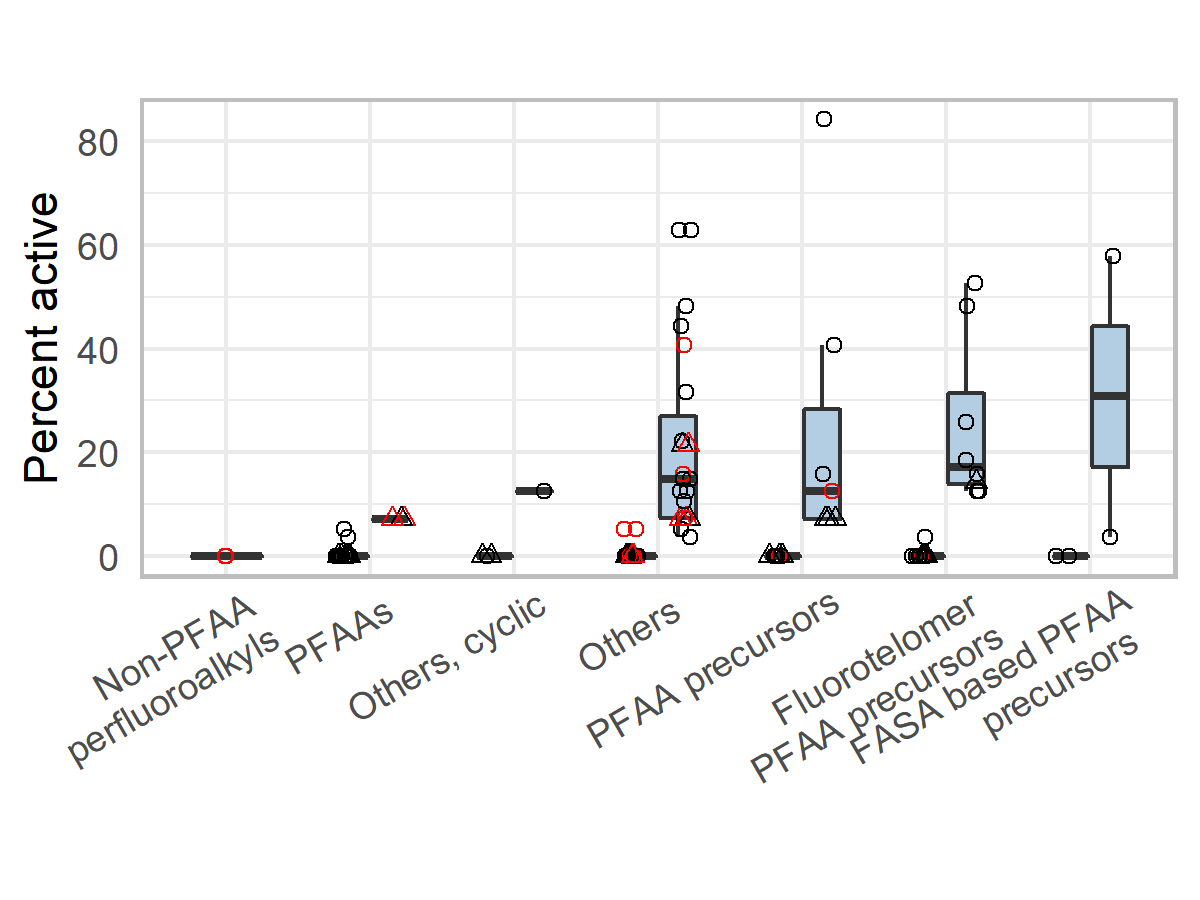 Percent active
80
60
40
20
0
Non-PFAA
perfluoroalkyls
PFAAs
Others, cyclic
Others
PFAA precursors
Fluorotelomer
PFAA precursors
FASA based PFAA
precursors